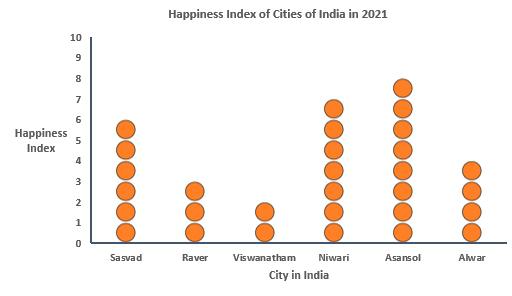 Happiness Index of Cities of India in 2021
10
9
8
7
6
5
4
3
2
1
0
Happiness
Index
Sasvad Raver Viswanatham Niwari Asansol Alwar
City in India